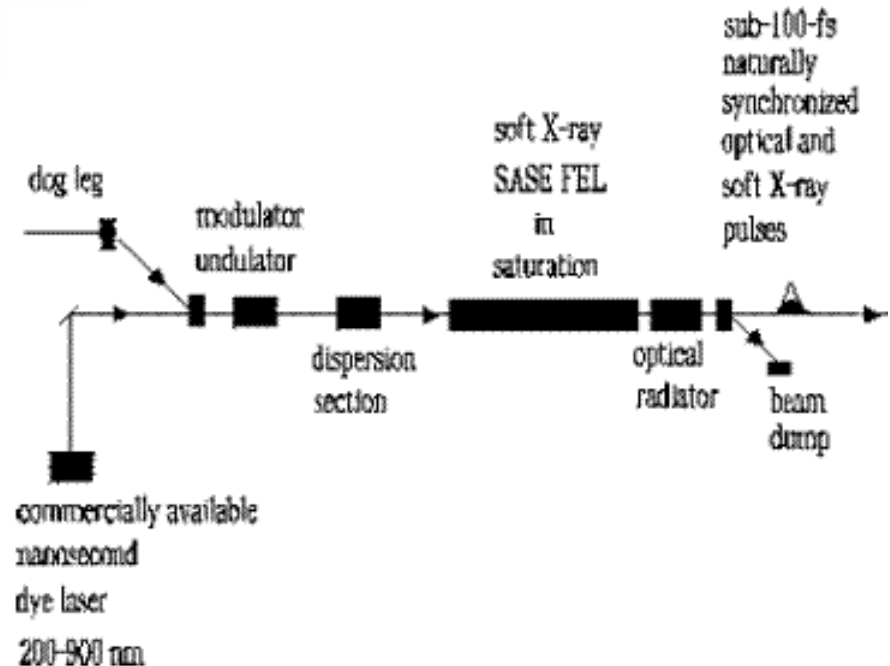 dog leg
modulator
undulator
dispersion
section
soft X-ray
SASE FEL
in
saturation
optical
radiator
sub-100-fs
naturally
synchronized
optical and
soft X-ray
pulses
beam
dump
commercially available
nanosecond
dye laser
200-900 nm